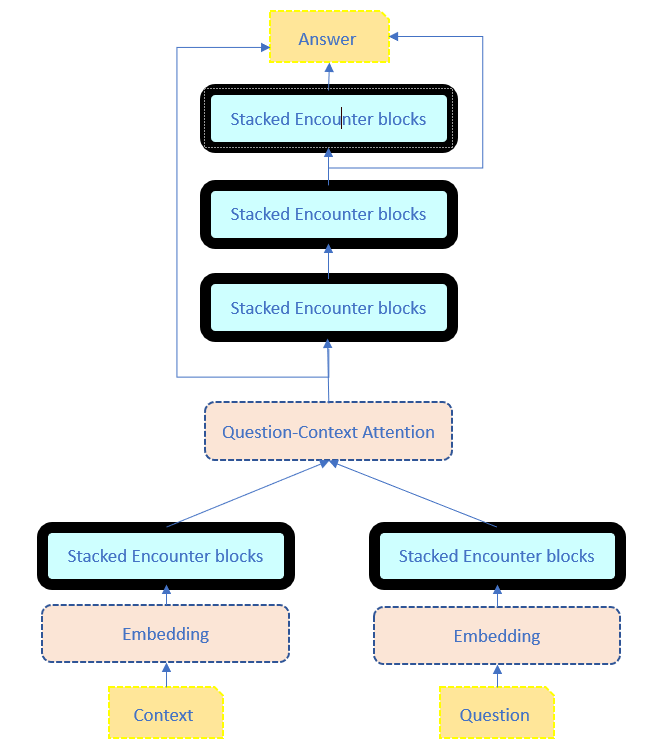 Answer
Stacked Encounter blocks
Stacked Encounter blocks
Stacked Encounter blocks
Question-Context Attention
Stacked Encounter blocks
Stacked Encounter blocks
Embedding
Embedding
Context
Question